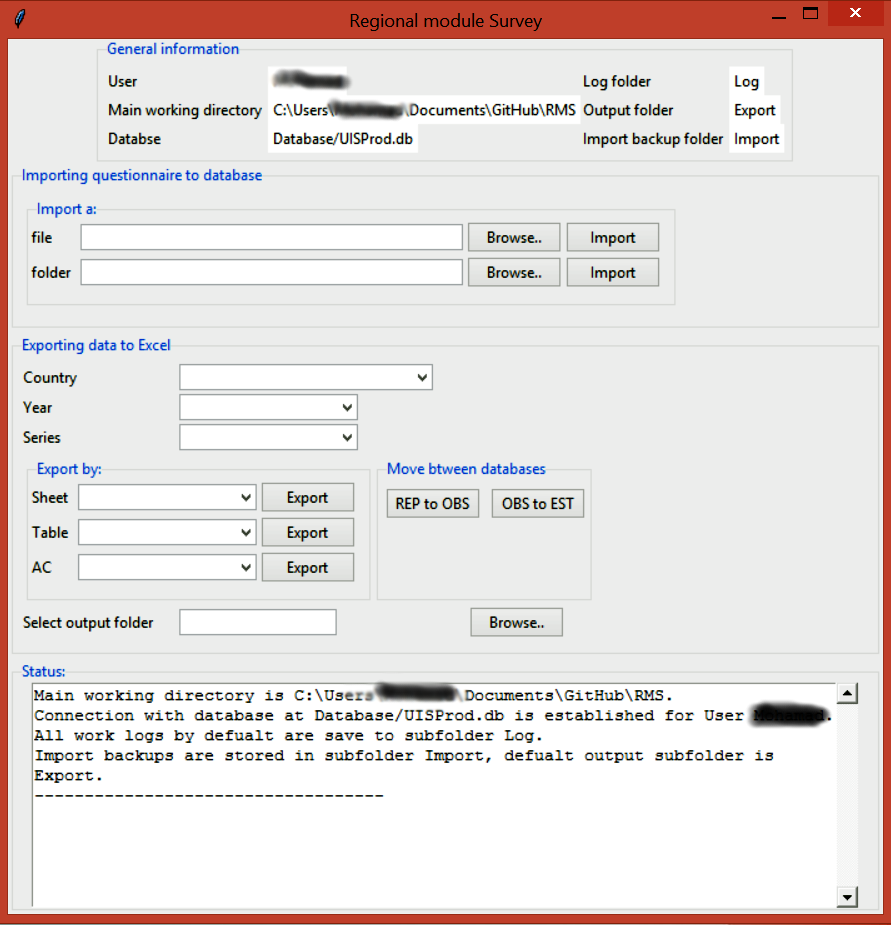 Regional module Survey
General information
User Log folder Log
Main working directory C:\Users\ \Documents\GitHub\RMS Output folder Export
Databse Database/UISProd.db Import backup folder Import
Importing questionnaire to database
Import a:
file Browse.. Import
folder Browse.. Import
Exporting data to Excel
Country
Year
Series
Export by: Move btween databases
Sheet Export REP to OBS OBS to EST
Table Export
AC Export
Select output folder Browse..
Status:
Main working directory is C:\Users \Documents\GitHub\RMS.
Connection with database at Database/UISProd.db is established for User .
All work logs by defualt are save to subfolder Log.
Import backups are stored in subfolder Import, defualt output subfolder is
Export.
-----------------------------------